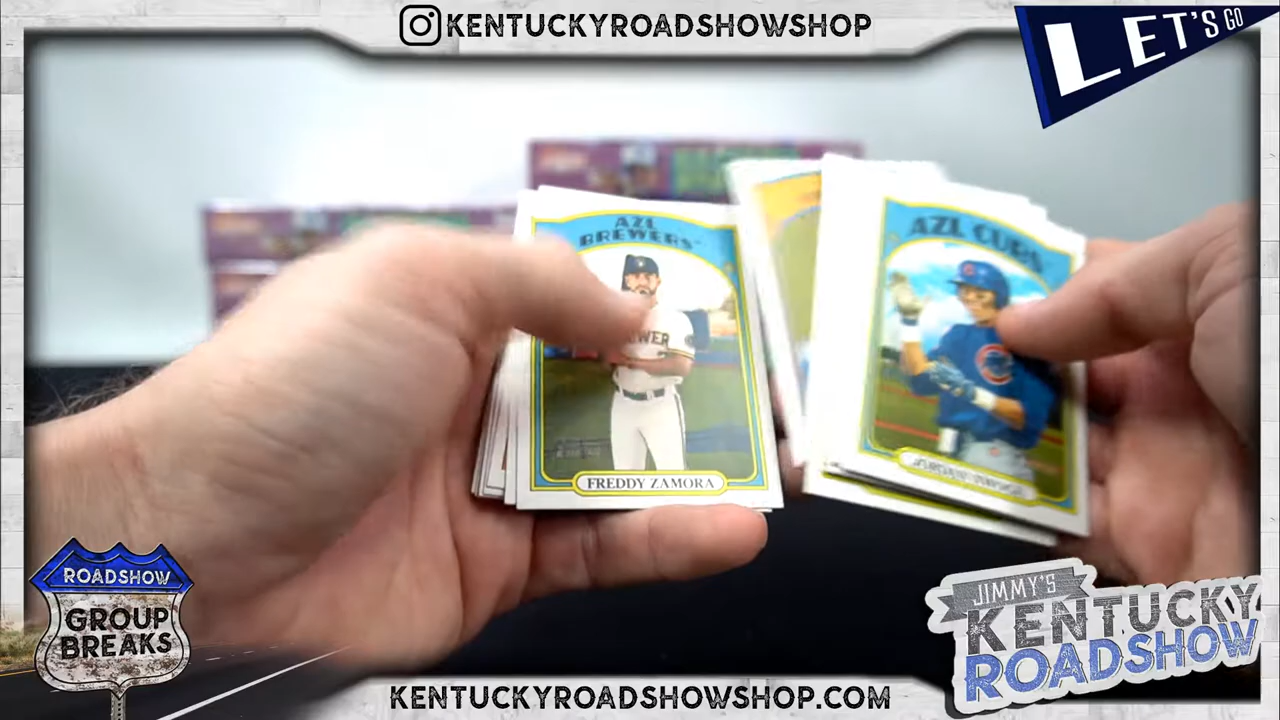 KENTUCKYROADSHOWSHOP
LET'S GO
AZL
BREWERS
AZL CUBS
FREDDY ZAMORA
ROADSHOW
GROUP
BREAKS
JIMMY'S
KENTUCKY
ROADSHOW
KENTUCKYROADSHOWSHOP.COM